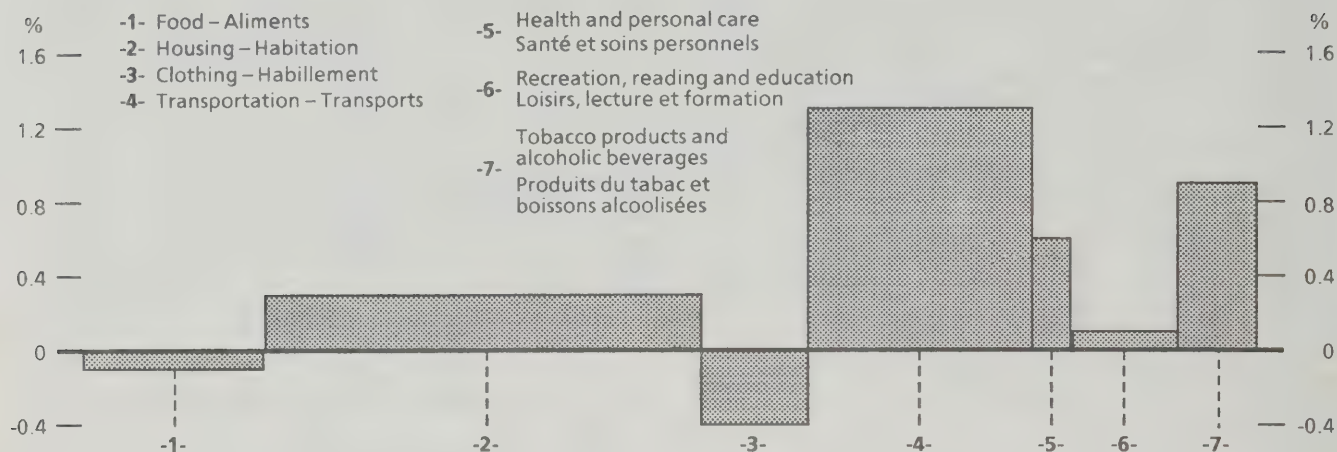 %
1.6
1.2
0.8
0.4
0
-0.4
-1- Food – Aliments
-2- Housing – Habitation
-3- Clothing – Habillement
-4- Transportation – Transports
-5- Health and personal care
Santé et soins personnels
-6- Recreation, reading and education
Loisirs, lecture et formation
-7- Tobacco products and
alcoholic beverages
Produits du tabac et
boissons alcoolisées
%
1.6
1.2
0.8
0.4
0
-0.4
-1- -2- -3- -4- -5- -6- -7-